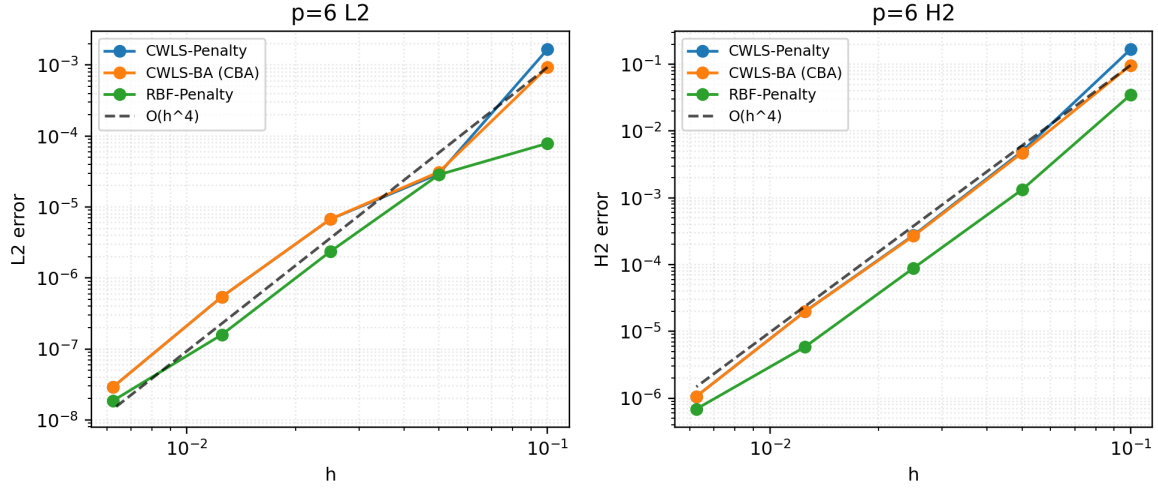 p=6 L2
CWLS-Penalty
CWLS-BA (CBA)
RBF-Penalty
O(h^4)
L2 error
10⁻³
10⁻⁴
10⁻⁵
10⁻⁶
10⁻⁷
10⁻⁸
10⁻²
10⁻¹
h
p=6 H2
CWLS-Penalty
CWLS-BA (CBA)
RBF-Penalty
O(h^4)
H2 error
10⁻¹
10⁻²
10⁻³
10⁻⁴
10⁻⁵
10⁻⁶
10⁻²
10⁻¹
h